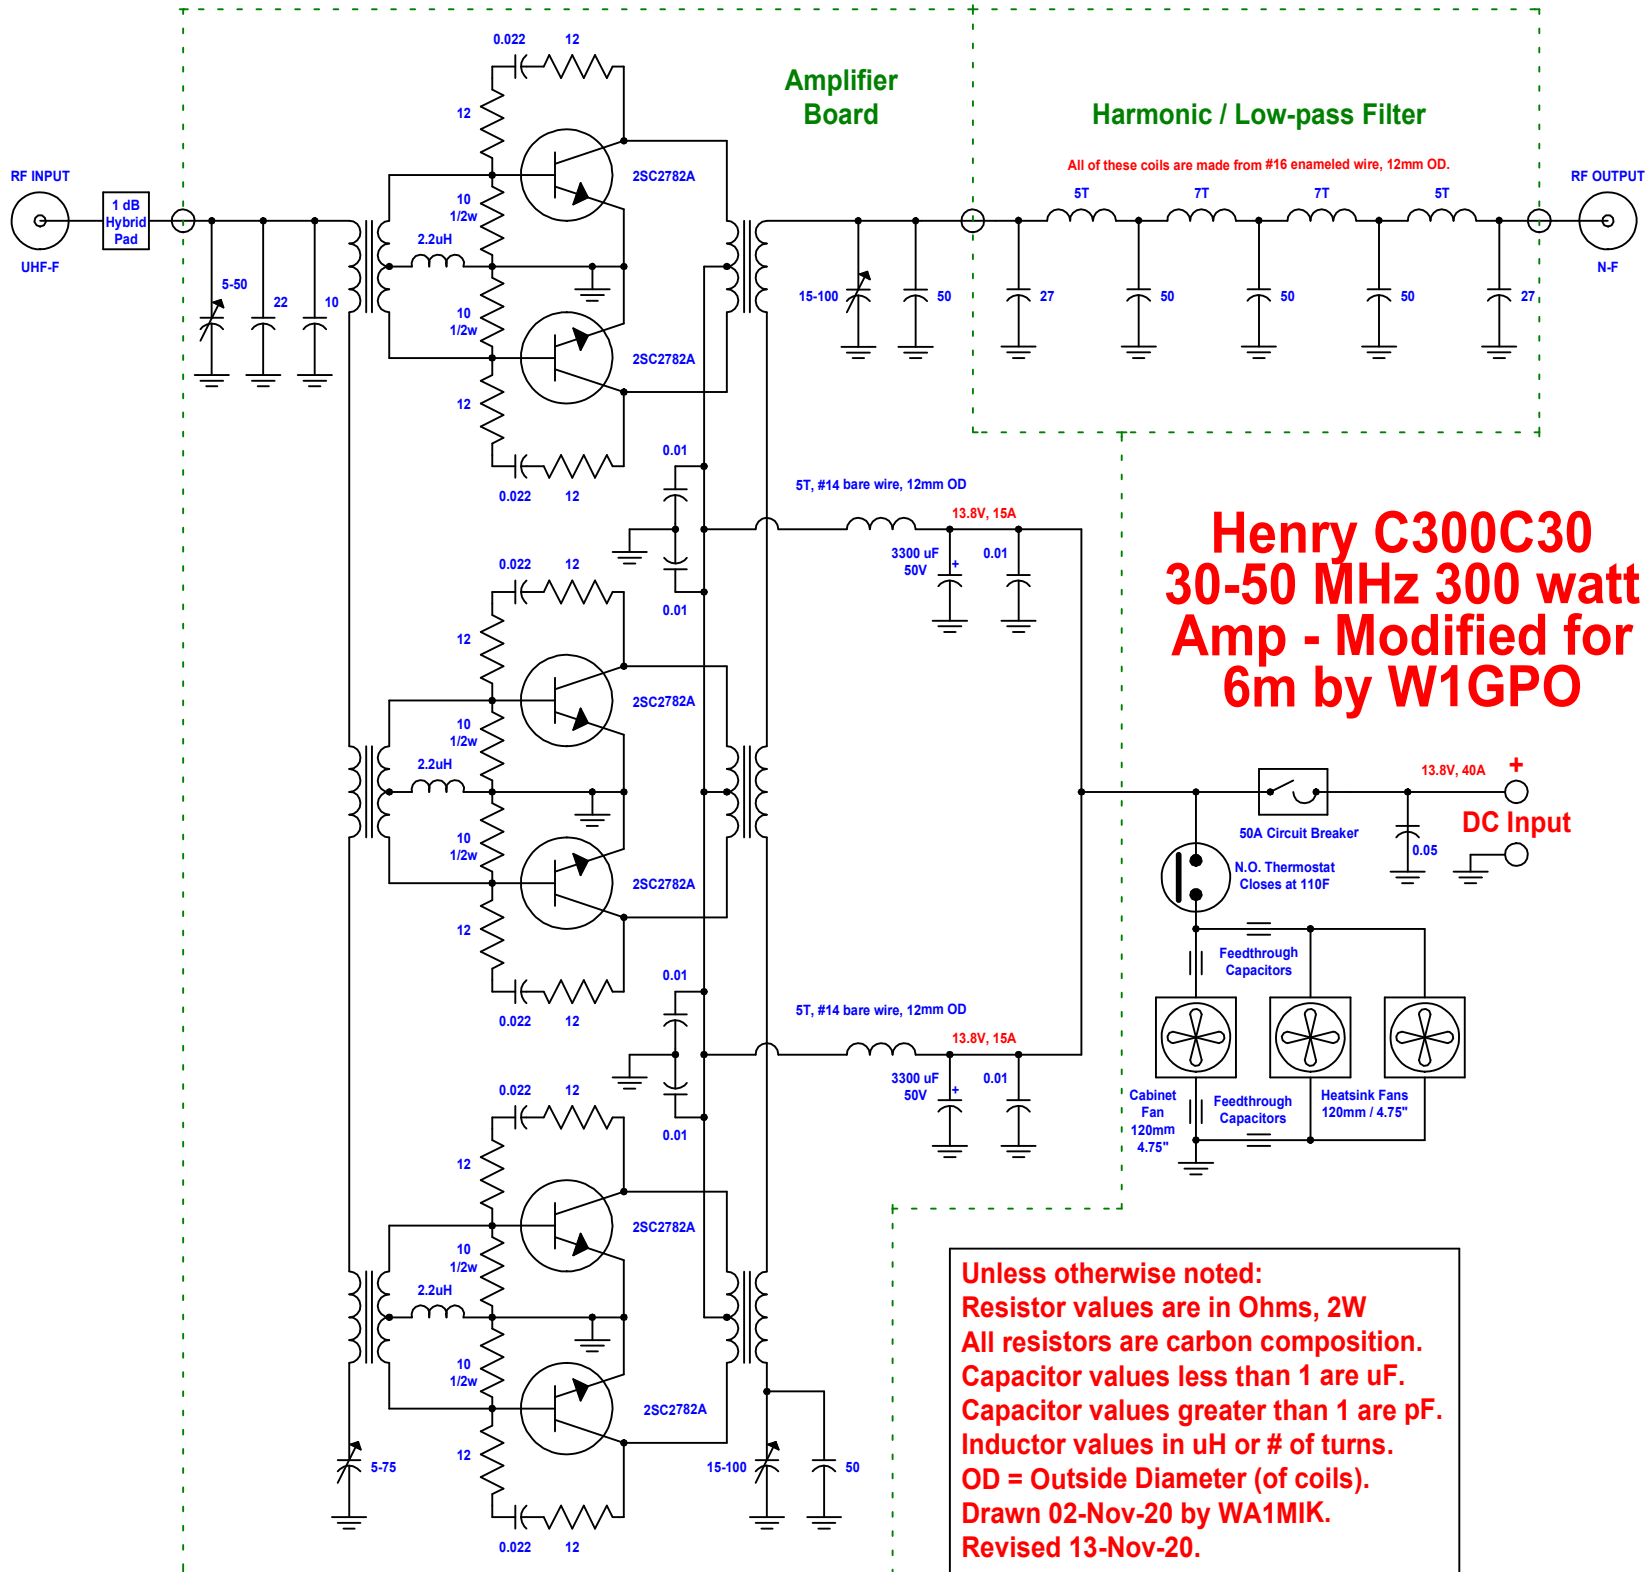 0.022
12
12
Amplifier
Board
Harmonic / Low-pass Filter
All of these coils are made from #16 enameled wire, 12mm OD.
RF INPUT
1 dB
Hybrid
Pad
UHF-F
10
1/2w
2SC2782A
5T
7T
7T
5T
RF OUTPUT
N-F
2.2uH
5-50
22
10
10
1/2w
2SC2782A
15-100
50
27
50
50
50
27
12
0.022
12
0.01
5T, #14 bare wire, 12mm OD
13.8V, 15A
3300 uF
50V
+
0.01
0.01
Henry C300C30
30-50 MHz 300 watt
Amp - Modified for
6m by W1GPO
0.022
12
12
10
1/2w
2SC2782A
2.2uH
10
1/2w
2SC2782A
12
0.022
12
13.8V, 40A
+
DC Input
50A Circuit Breaker
0.05
N.O. Thermostat
Closes at 110F
Feedthrough
Capacitors
0.01
5T, #14 bare wire, 12mm OD
13.8V, 15A
3300 uF
50V
+
0.01
0.01
Cabinet
Fan
120mm
4.75"
Feedthrough
Capacitors
Heatsink Fans
120mm / 4.75"
0.022
12
12
10
1/2w
2SC2782A
2.2uH
10
1/2w
2SC2782A
12
5-75
0.022
12
15-100
50
Unless otherwise noted:
Resistor values are in Ohms, 2W
All resistors are carbon composition.
Capacitor values less than 1 are uF.
Capacitor values greater than 1 are pF.
Inductor values in uH or # of turns.
OD = Outside Diameter (of coils).
Drawn 02-Nov-20 by WA1MIK.
Revised 13-Nov-20.